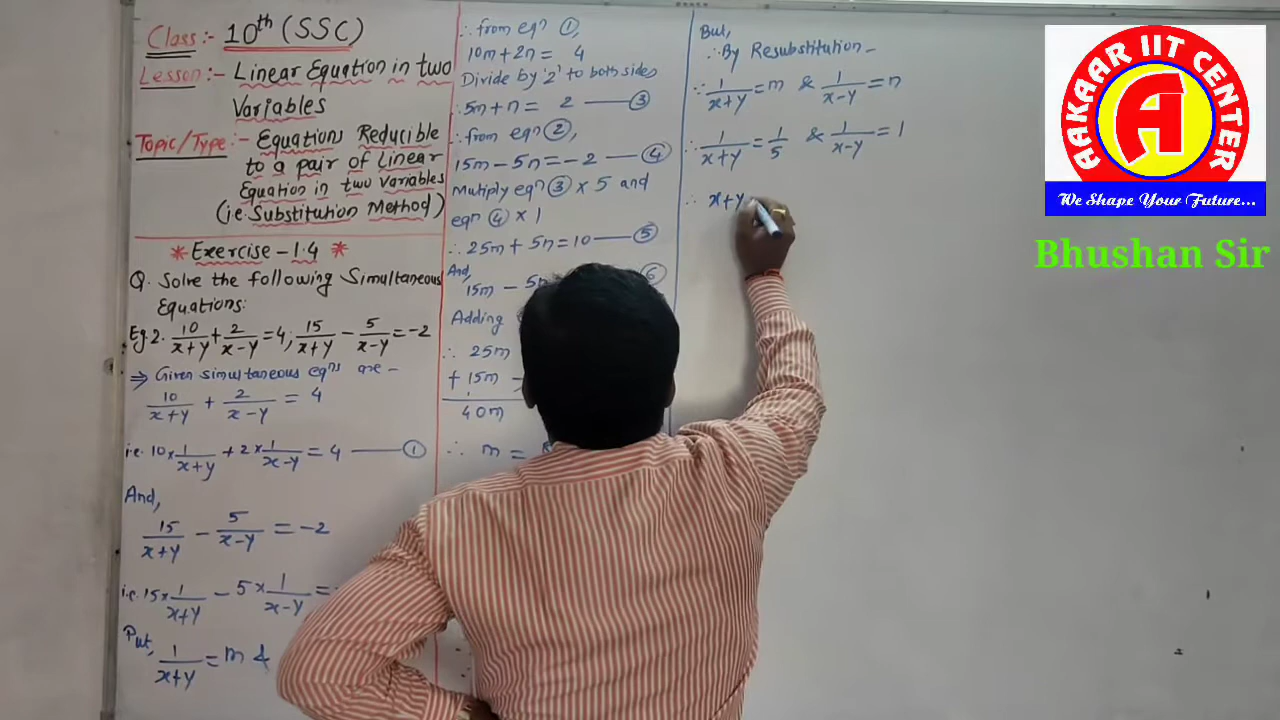 Class:- 10th (SSC)
Lesson:- Linear Equation in two
Variables
Topic/Type:- Equations Reducible
to a pair of Linear
Equation in two variables
(i.e. Substitution Method)
* Exercise - 1.4 *
Q. Solve the following Simultaneous
Equations:
Eg.2. 10/(x+y) + 2/(x-y) = 4; 15/(x+y) - 5/(x-y) = -2
⇒ Given simultaneous eqns are -
10/(x+y) + 2/(x-y) = 4
i.e. 10 × 1/(x+y) + 2 × 1/(x-y) = 4 —— ①
And,
15/(x+y) - 5/(x-y) = -2
i.e. 15 × 1/(x+y) - 5 × 1/(x-y) =
Put,
1/(x+y) = m &
∴ from eqn ①,
10m + 2n = 4
Divide by '2' to both sides
∴ 5m + n = 2 —— ③
∴ from eqn ②,
15m - 5n = -2 —— ④
Mutiply eqn ③ × 5 and
eqn ④ × 1
∴ 25m + 5n = 10 —— ⑤
And,
15m - 5n ⑥
Adding
∴ 25m
+ 15m -
40m
∴ m =
But,
∴ By Resubstitution -
∵ 1/(x+y) = m & 1/(x-y) = n
∴ 1/(x+y) = 1/5 & 1/(x-y) = 1
∴ x+y
AAKAAR IIT CENTER
A
We Shape Your Future...
Bhushan Sir